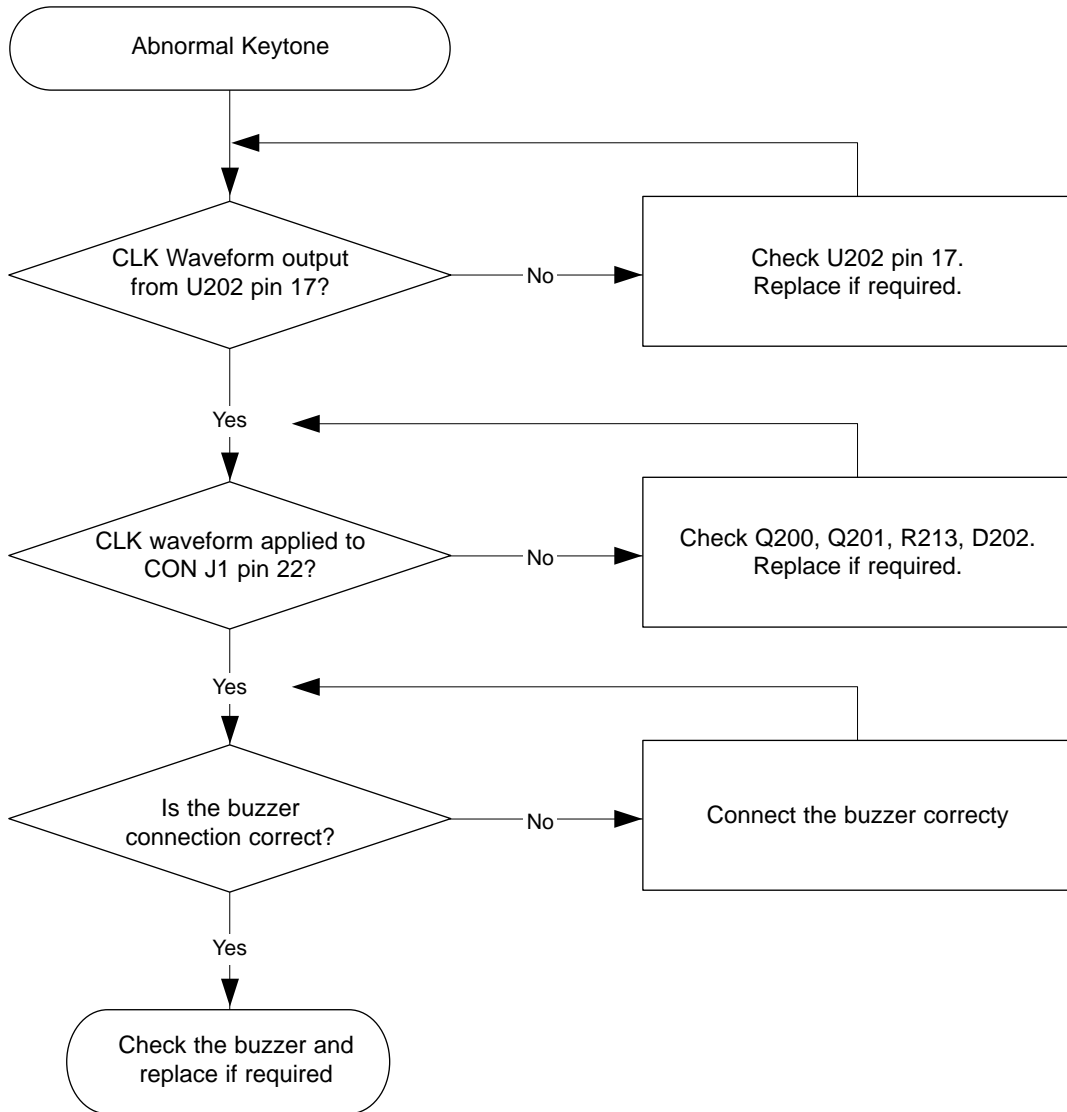 Abnormal Keytone
CLK Waveform output
from U202 pin 17?
No
Check U202 pin 17.
Replace if required.
Yes
CLK waveform applied to
CON J1 pin 22?
No
Check Q200, Q201, R213, D202.
Replace if required.
Yes
Is the buzzer
connection correct?
No
Connect the buzzer correcty
Yes
Check the buzzer and
replace if required